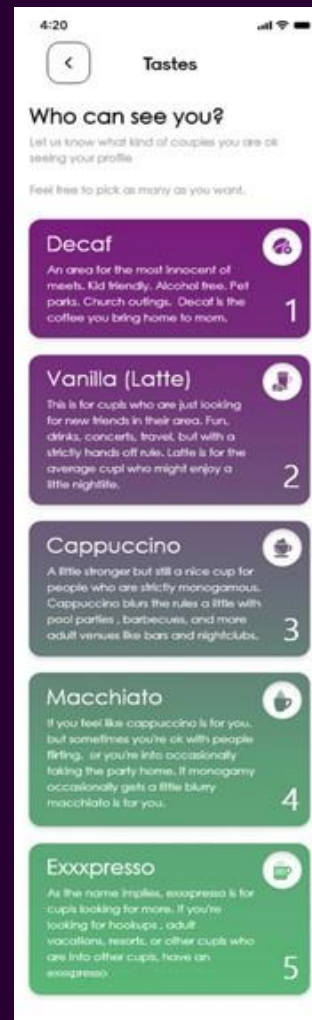 4:20
Tastes
Who can see you?
Let us know what kind of couples you are ok
seeing your profile
Feel free to pick as many as you want.
Decaf
An area for the most innocent of
meets. Kid friendly. Alcohol free. Pet
parks. Church outings. Decaf is the
coffee you bring home to mom.
1
Vanilla (Latte)
This is for cupls who are just looking
for new friends in their area. Fun,
drinks, concerts, travel, but with a
strictly hands off rule. Latte is for the
average cupl who might enjoy a
little nightlife.
2
Cappuccino
A little stronger but still a nice cup for
people who are strictly monogamous.
Cappuccino blurs the rules a little with
pool parties , barbecues, and more
adult venues like bars and nightclubs.
3
Macchiato
If you feel like cappuccino is for you,
but sometimes you're ok with people
flirting, or you're into occasionally
taking the party home. If monogamy
occasionally gets a little blurry
macchiato is for you.
4
Exxxpresso
As the name implies, exxxpresso is for
cupls looking for more. If you're
looking for hookups , adult
vacations, resorts, or other cupls who
are into other cupls, have an
exxxpresso
5